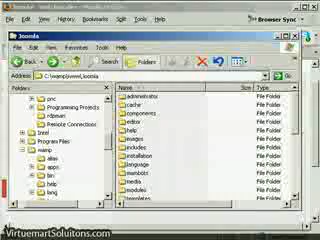 File Edit View History Bookmarks Tools Help
Browser Sync
Joomla
File Edit View Favorites Tools Help
Back Search Folders
Address C:\wamp\www\Joomla Go
Folders
Name Size Type
pnc
Programming Projects
rdpman
Remote Connections
Intel
Program Files
wamp
alias
apps
bin
help
lang
administrator File Folder
cache File Folder
components File Folder
editor File Folder
help File Folder
images File Folder
includes File Folder
installation File Folder
language File Folder
mambots File Folder
media File Folder
modules File Folder
templates File Folder
VirtuemartSoluitons.com